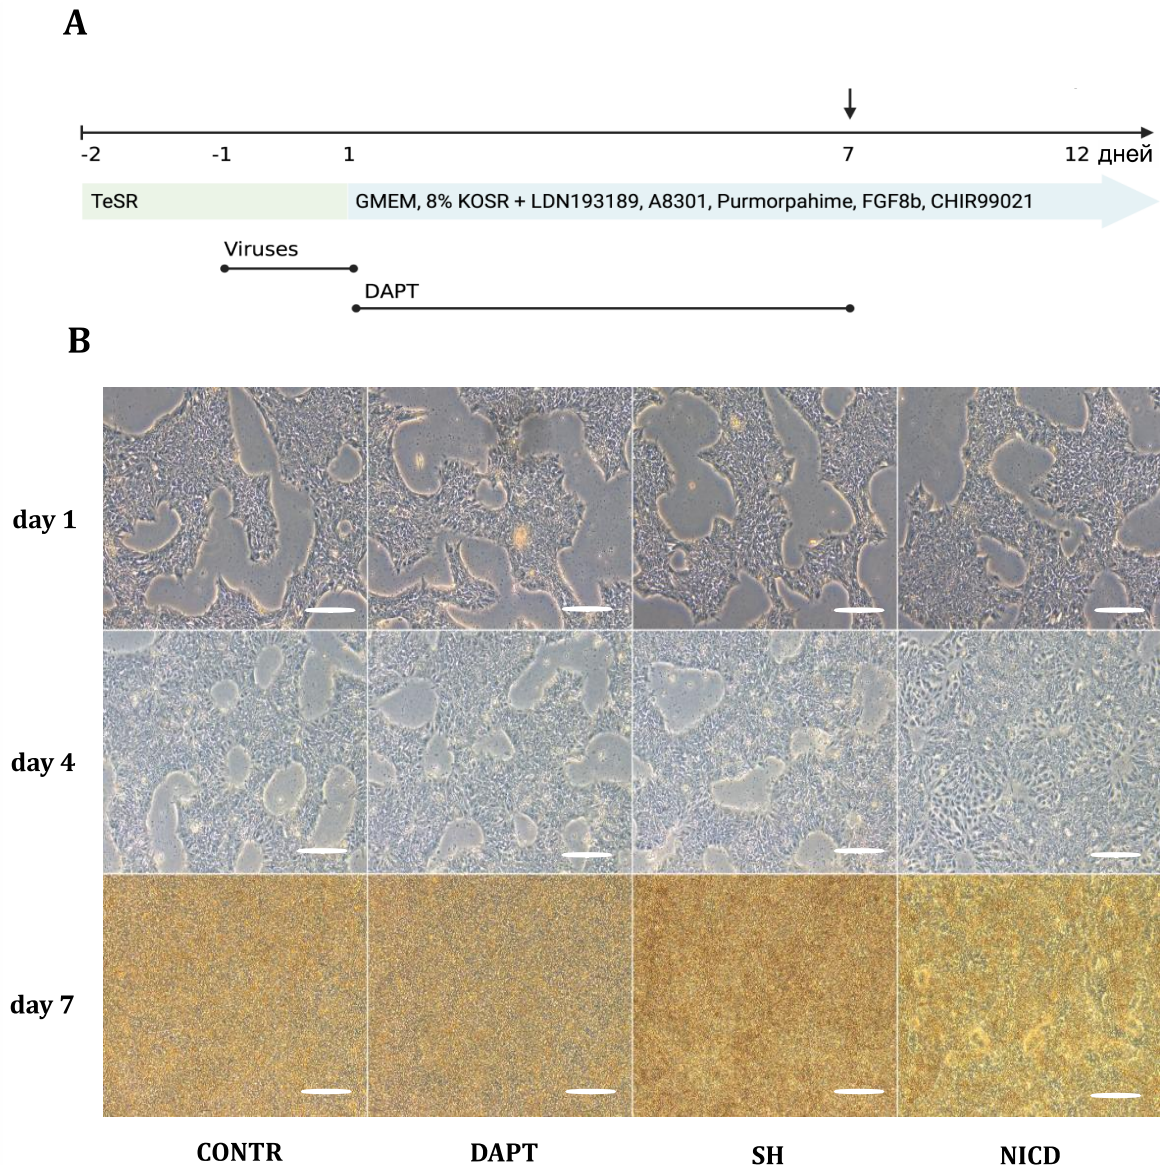 A
-2 -1 1 7 12 дней
TeSR GMEM, 8% KOSR + LDN193189, A8301, Purmorpahime, FGF8b, CHIR99021
Viruses
DAPT
B
day 1
day 4
day 7
CONTR DAPT SH NICD